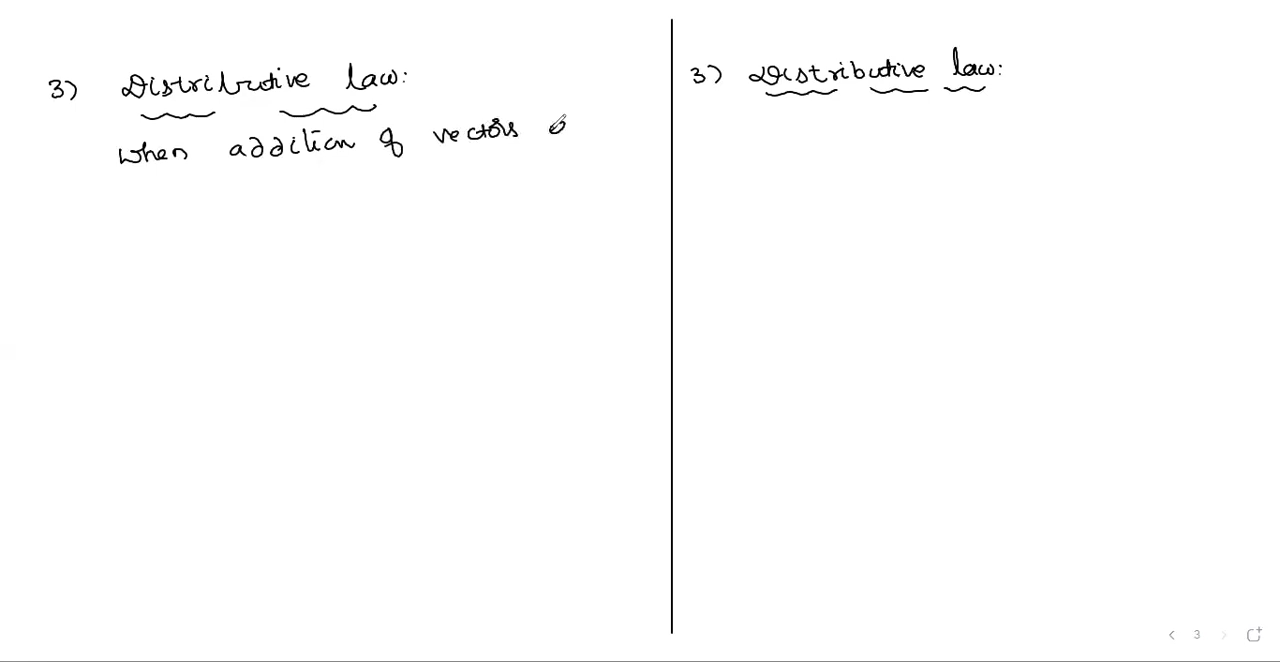 3) Distributive law:
when addition of vectors
3) Distributive law:
3